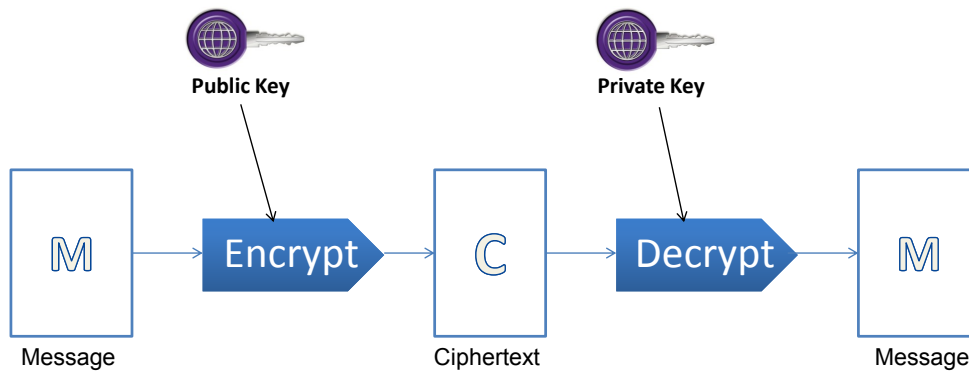 Public Key
Private Key
M
Encrypt
C
Decrypt
M
Message
Ciphertext
Message